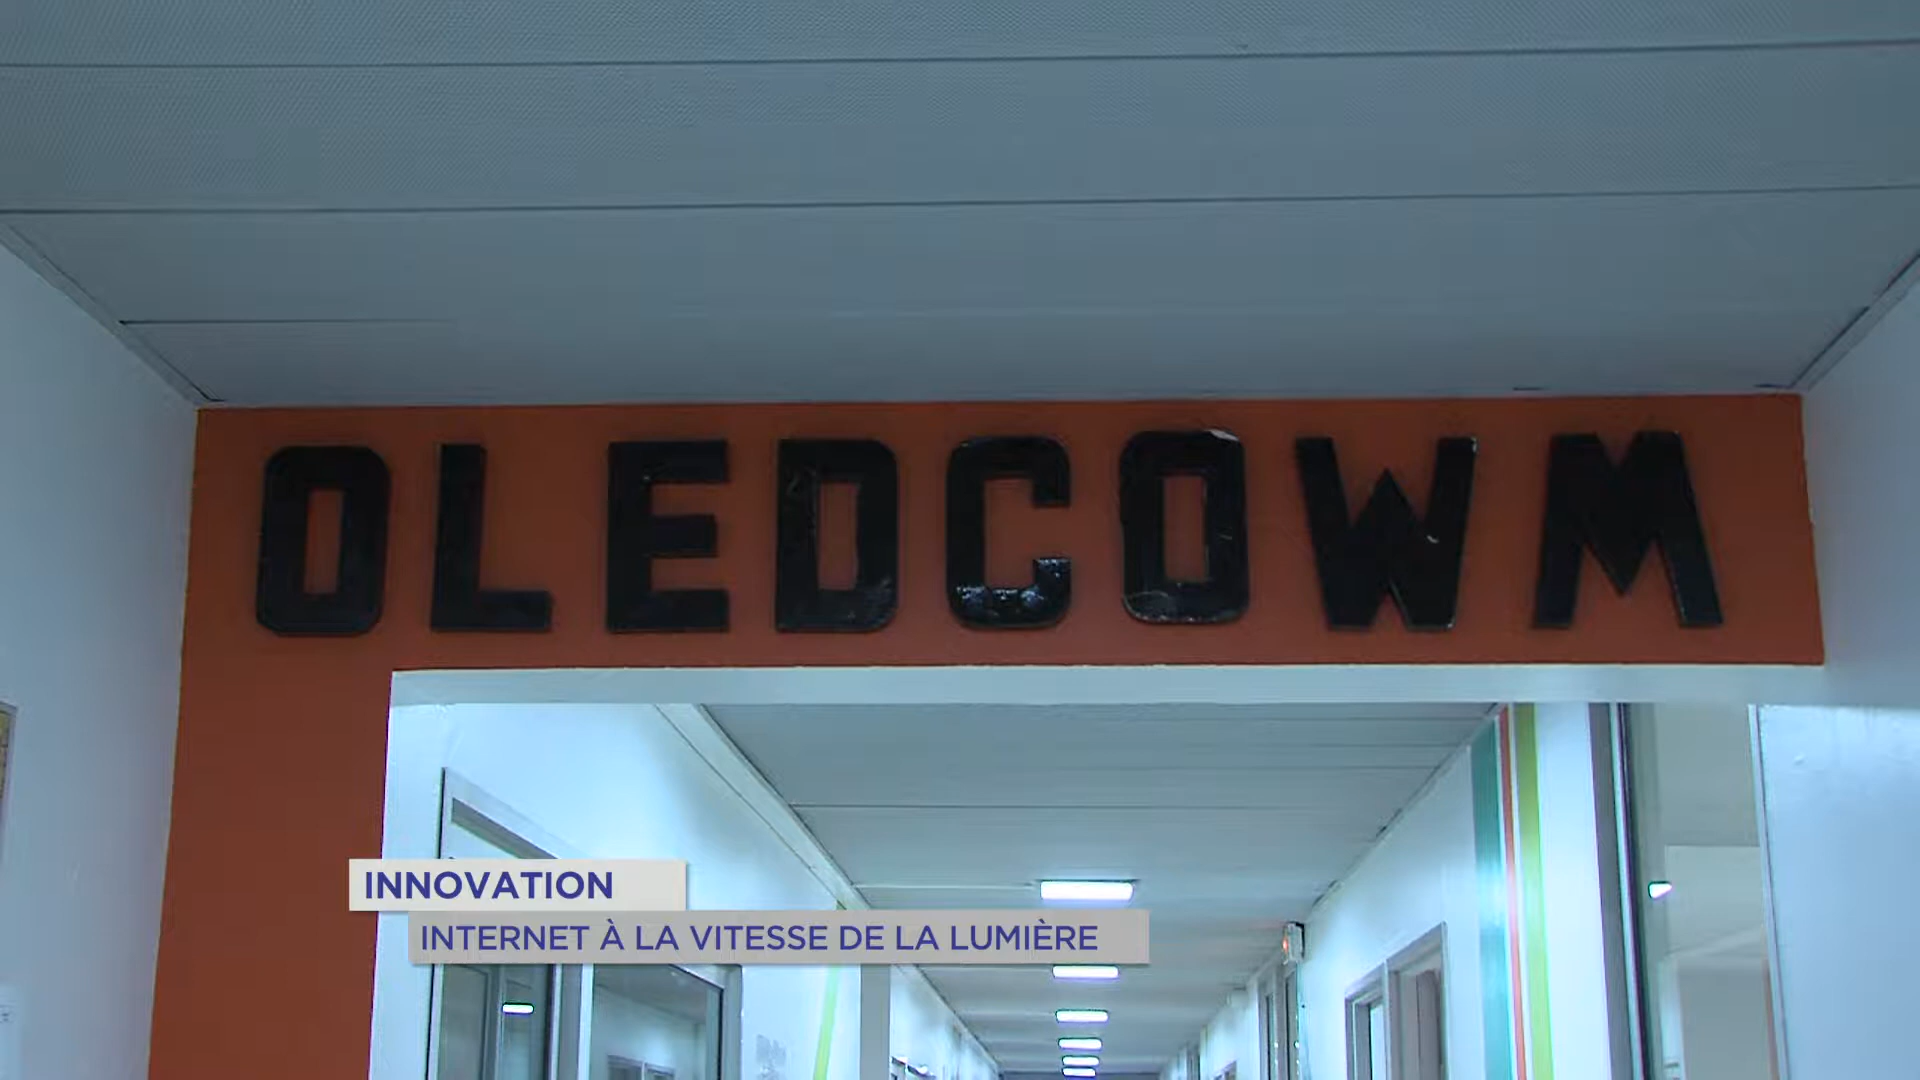 OLEDCOWM
INNOVATION
INTERNET À LA VITESSE DE LA LUMIÈRE